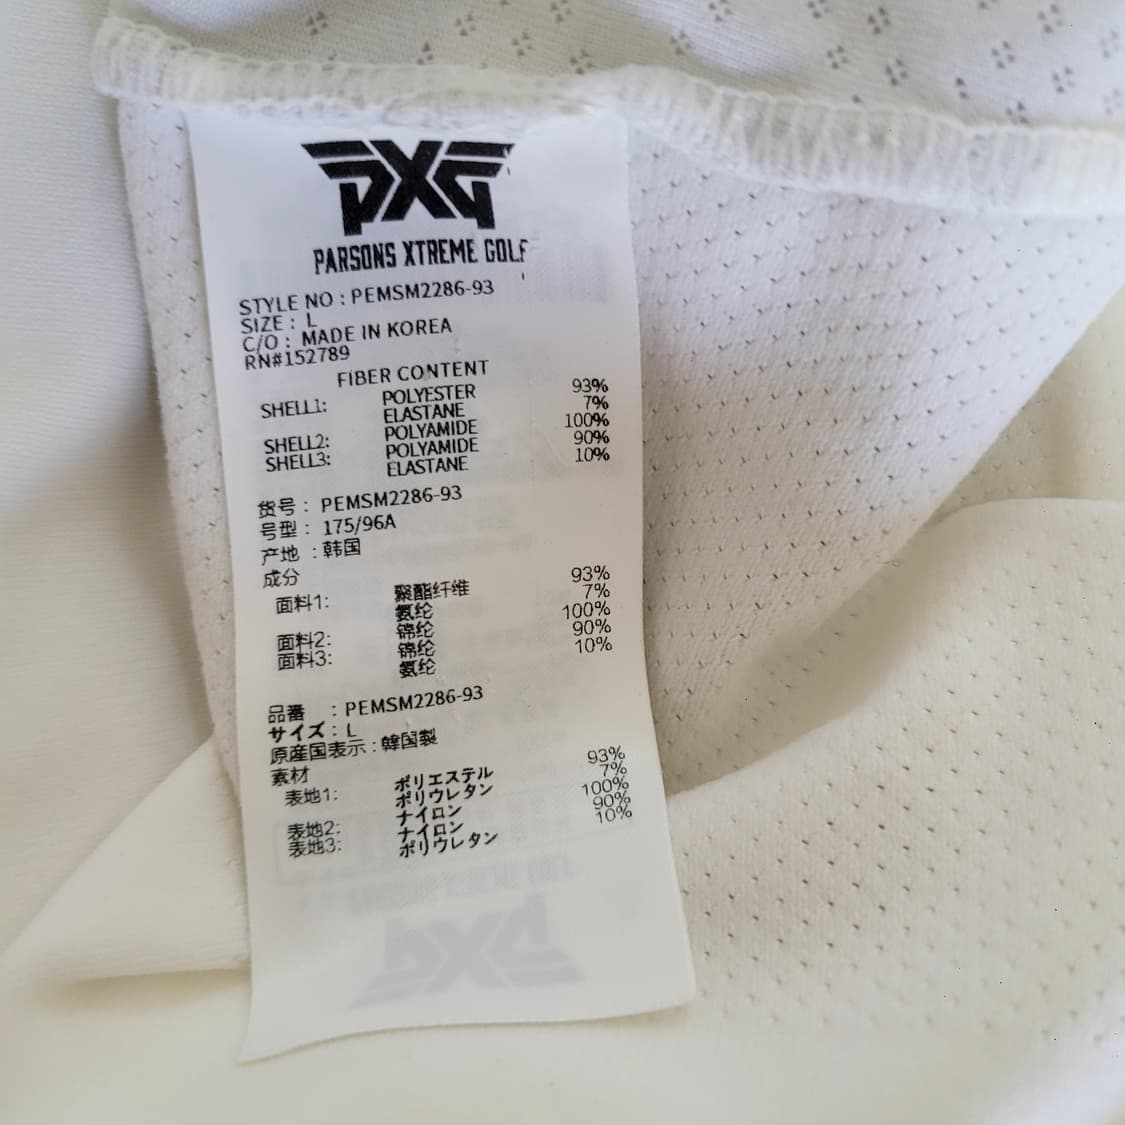 PXG
PARSONS XTREME GOLF
STYLE NO : PEMSM2286-93
SIZE : L
C/O : MADE IN KOREA
RN#152789
FIBER CONTENT
SHELL1: POLYESTER 93%
ELASTANE 7%
SHELL2: POLYAMIDE 100%
SHELL3: POLYAMIDE 90%
ELASTANE 10%
货号 : PEMSM2286-93
号型 : 175/96A
产地 : 韩国
成分
面料1: 聚酯纤维 93%
氨纶 7%
面料2: 锦纶 100%
面料3: 锦纶 90%
氨纶 10%
品番 : PEMSM2286-93
サイズ : L
原産国表示 : 韓国製
素材
表地1: ポリエステル 93%
ポリウレタン 7%
表地2: ナイロン 100%
表地3: ナイロン 90%
ポリウレタン 10%